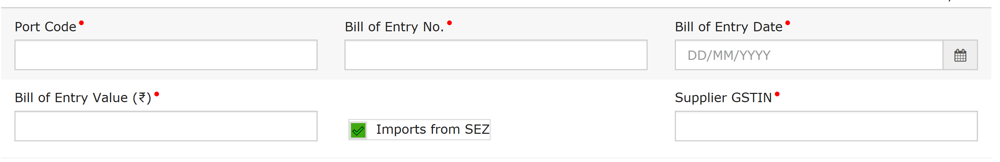 Port Code
Bill of Entry No.
Bill of Entry Date
DD/MM/YYYY
Bill of Entry Value (₹)
Imports from SEZ
Supplier GSTIN